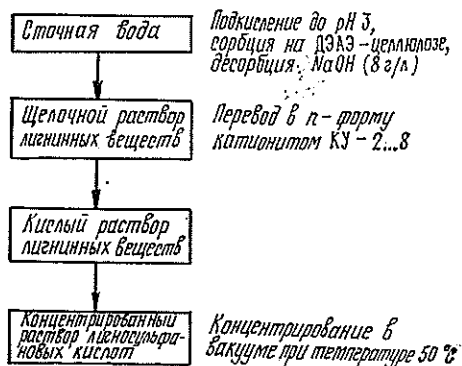 Сточная вода
Подкисление до pH 3,
сорбция на ДЭАЭ-целлюлозе,
десорбция NaOH (8 г/л)
Щелочной раствор
лигнинных веществ
Перевод в п-форму
катионитом КУ-2...8
Кислый раствор
лигнинных веществ
Концентрированный
раствор лигносульфа-
новых кислот
Концентрирование в
вакууме при температуре 50 °C